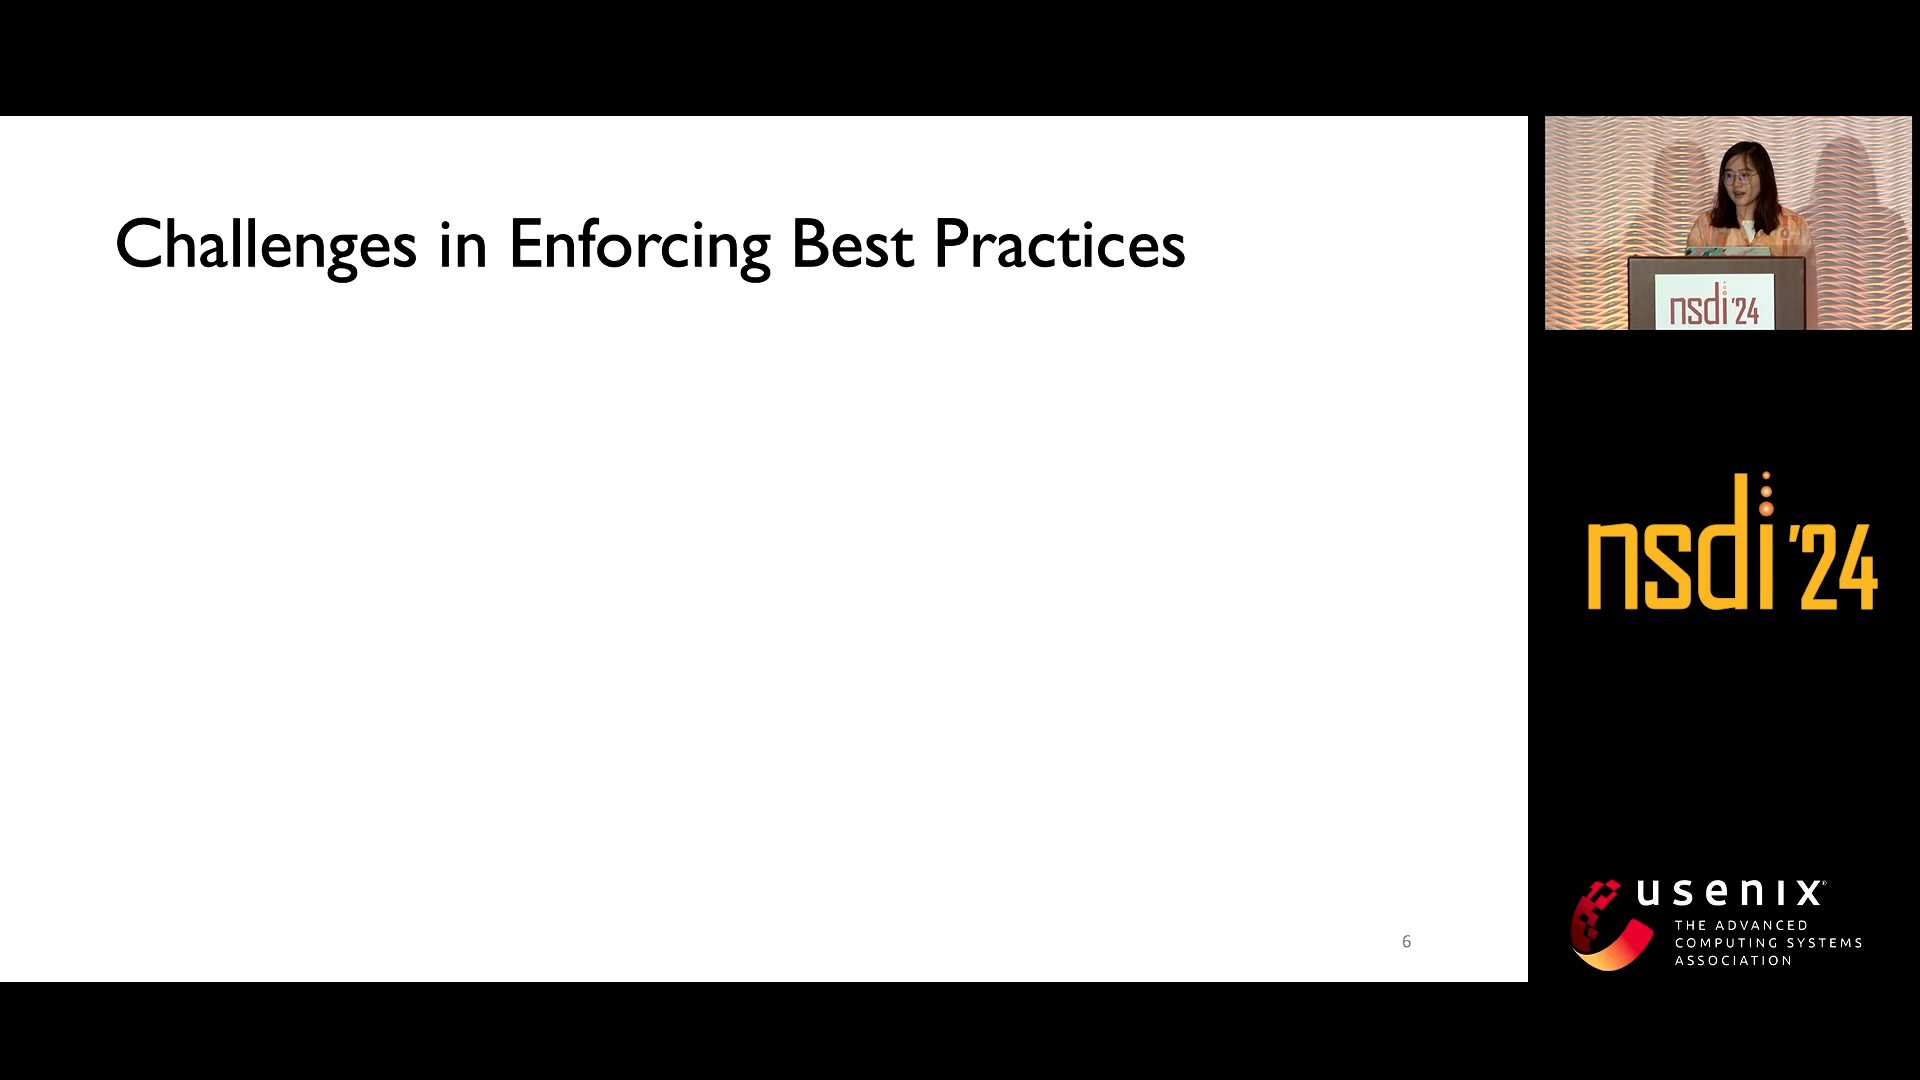 Challenges in Enforcing Best Practices
6
nsdi '24
nsdi '24
usenix®
THE ADVANCED
COMPUTING SYSTEMS
ASSOCIATION